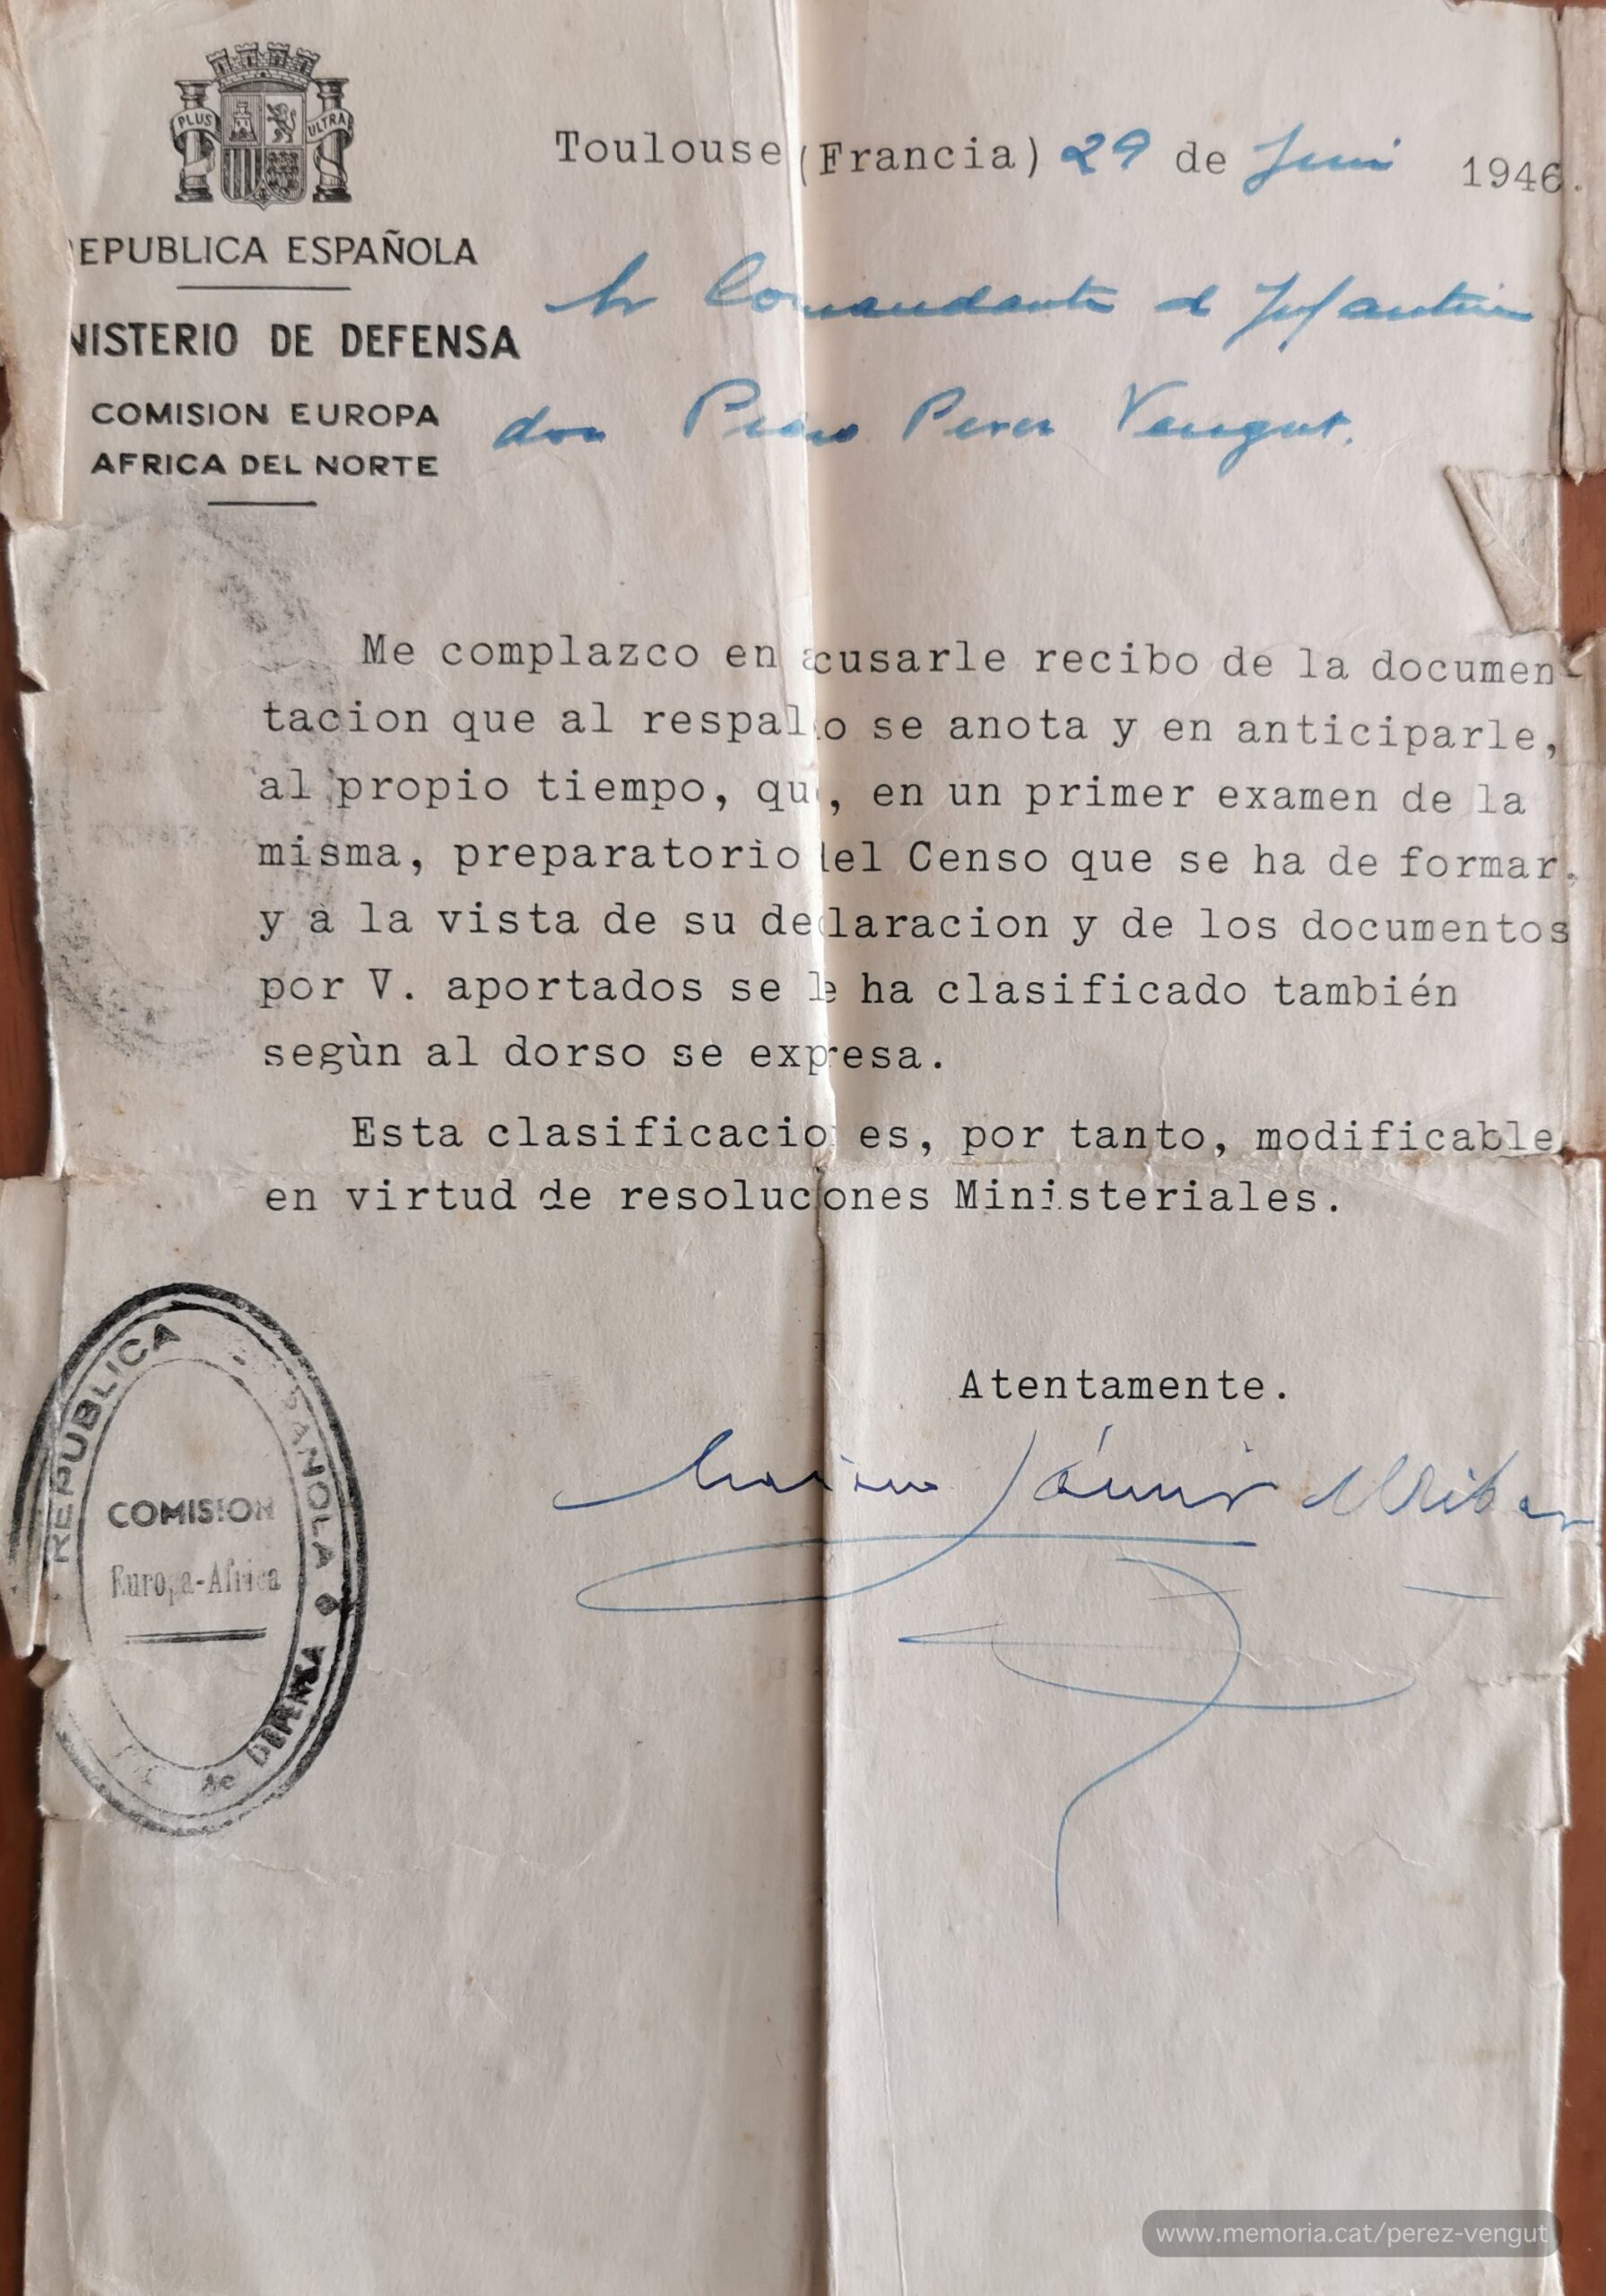 PLUS ULTRA
Toulouse (Francia) 29 de Juni 1946.
REPUBLICA ESPAÑOLA
MINISTERIO DE DEFENSA
COMISION EUROPA
AFRICA DEL NORTE
Sr Comandante de Infanteria
don Pedro Perez Vengut.
Me complazco en acusarle recibo de la documen-
tacion que al respaldo se anota y en anticiparle,
al propio tiempo, que, en un primer examen de la
misma, preparatorio del Censo que se ha de formar,
y a la vista de su declaracion y de los documentos
por V. aportados se le ha clasificado también
segùn al dorso se expresa.
Esta clasificacion es, por tanto, modificable
en virtud de resoluciones Ministeriales.
Atentamente.
REPUBLICA ESPAÑOLA
COMISION
Europa-Africa
de DEFENSA
www.memoria.cat/perez-vengut